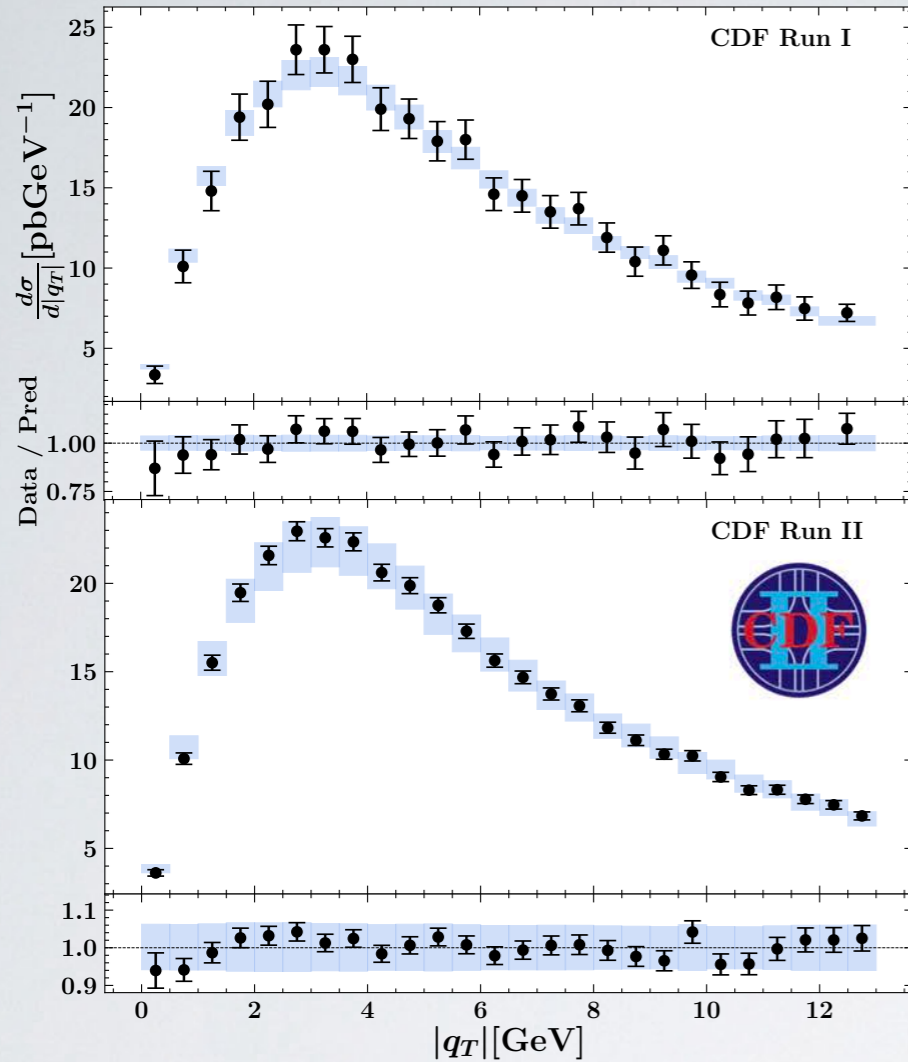 25
CDF Run I
20
15
10
5
dσ/d|q_T| [pbGeV⁻¹]
1.00
0.75
Data / Pred
CDF Run II
20
II
CDF
15
10
5
1.1
1.0
0.9
0 2 4 6 8 10 12
|q_T|[GeV]